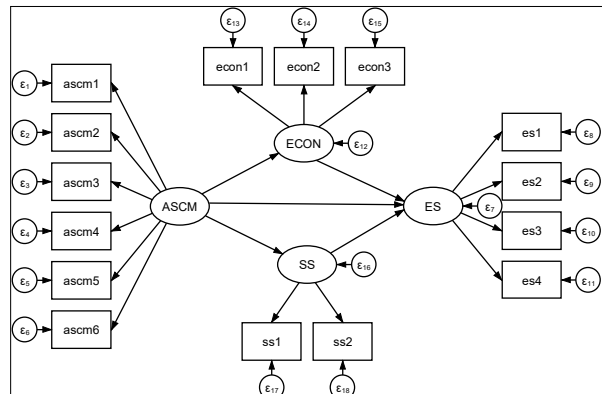 ε13
ε14
ε15
econ1
econ2
econ3
ε1
ascm1
ε2
ascm2
ε3
ascm3
ε4
ascm4
ε5
ascm5
ε6
ascm6
ECON
ε12
ASCM
ES
ε7
SS
ε16
es1
ε8
es2
ε9
es3
ε10
es4
ε11
ss1
ss2
ε17
ε18